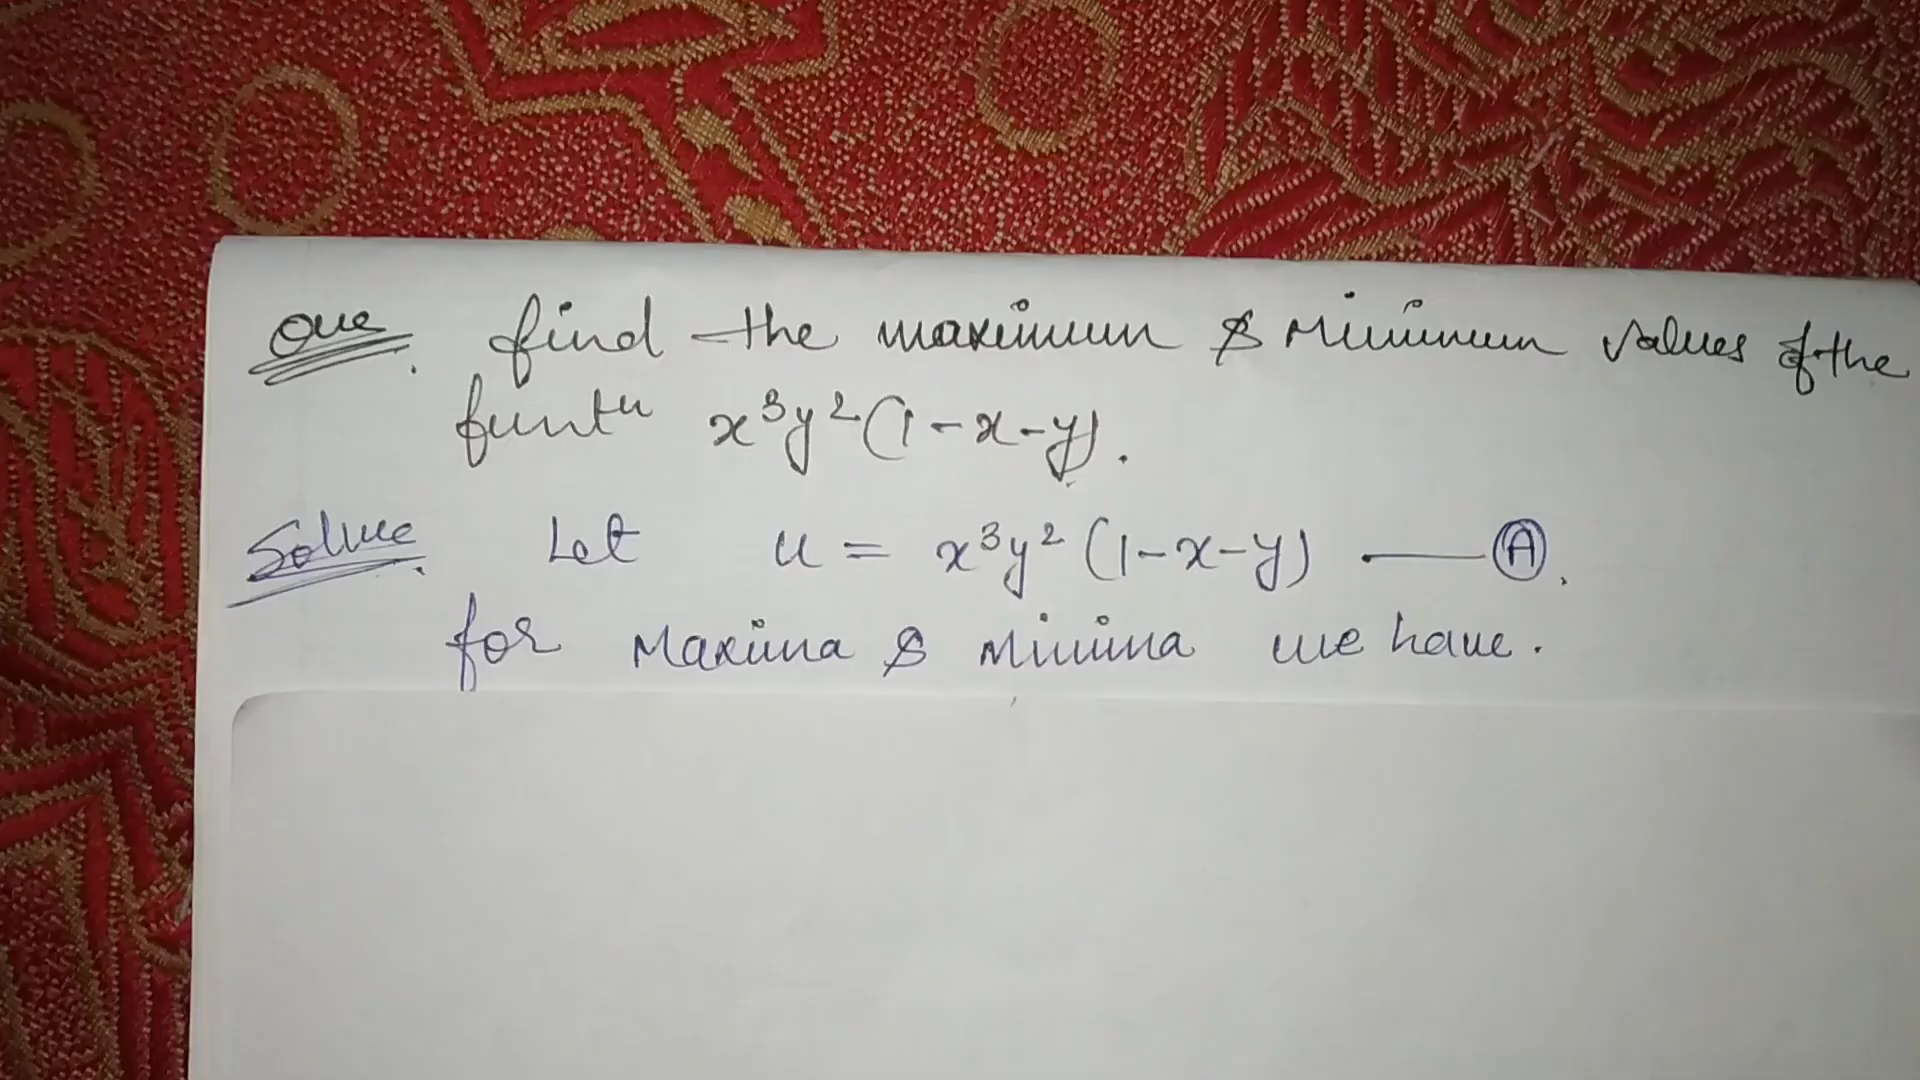 Que. find the maximum & Minimum values of the
funtn x³y²(1-x-y).
Solve. Let u = x³y² (1-x-y) —— Ⓐ.
for Maxima & Minima we have.